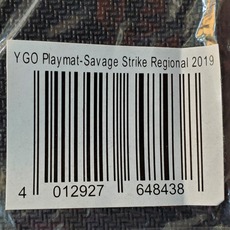 YGO Playmat-Savage Strike Regional 2019
4 012927 648438